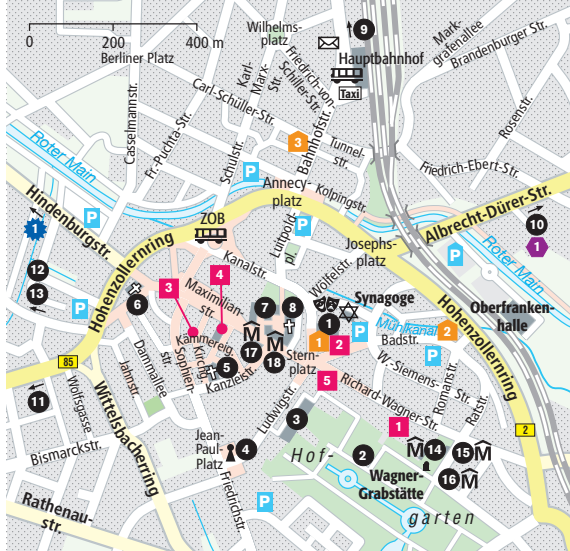 0 200 400 m
Berliner Platz
Wilhelms-
platz
9
Hauptbahnhof
Taxi
Mark-
grafenallee
Brandenburger Str.
Karl-
Marx-
Str.
Friedrich-von-
Schiller-Str.
Carl-Schüller-Str.
Casselmannstr.
Fr.-Puchta-Str.
Schulstr.
Bahnhofstr.
3
Tunnel-
str.
Rosenstr.
Friedrich-Ebert-Str.
Roter Main
P
Annecy-
platz
Kolpingstr.
Albrecht-Dürer-Str.
Hindenburgstr.
1
P
ZOB
P
Luitpold-
pl.
Josephs-
platz
10
1
P
Roter Main
Hohenzollernring
Kanalstr.
12
13
3
4
6
Maximilian-
str.
7
8
Wölfelstr.
Synagoge
1
Hohenzollernring
Oberfranken-
halle
P
Mühlkanal
2
P
Badstr.
Kämmereig.
M
17
M
18
1
2
Stern-
platz
P
85
Dammallee
str.
Sophien-
Kirch-
5
Kanzleistr.
W.-Siemens-Str.
Romanstr.
Jahnstr.
5
Richard-Wagner-Str.
11
Wolfsgasse
Wittelsbacherring
Ludwigstr.
3
1
Ratstr.
2
Bismarckstr.
Jean-
Paul-
Platz
4
Hof-
2
M
14
15
M
Wagner-
Grabstätte
16
M
Friedrichstr.
P
garten
Rathenau-
str.